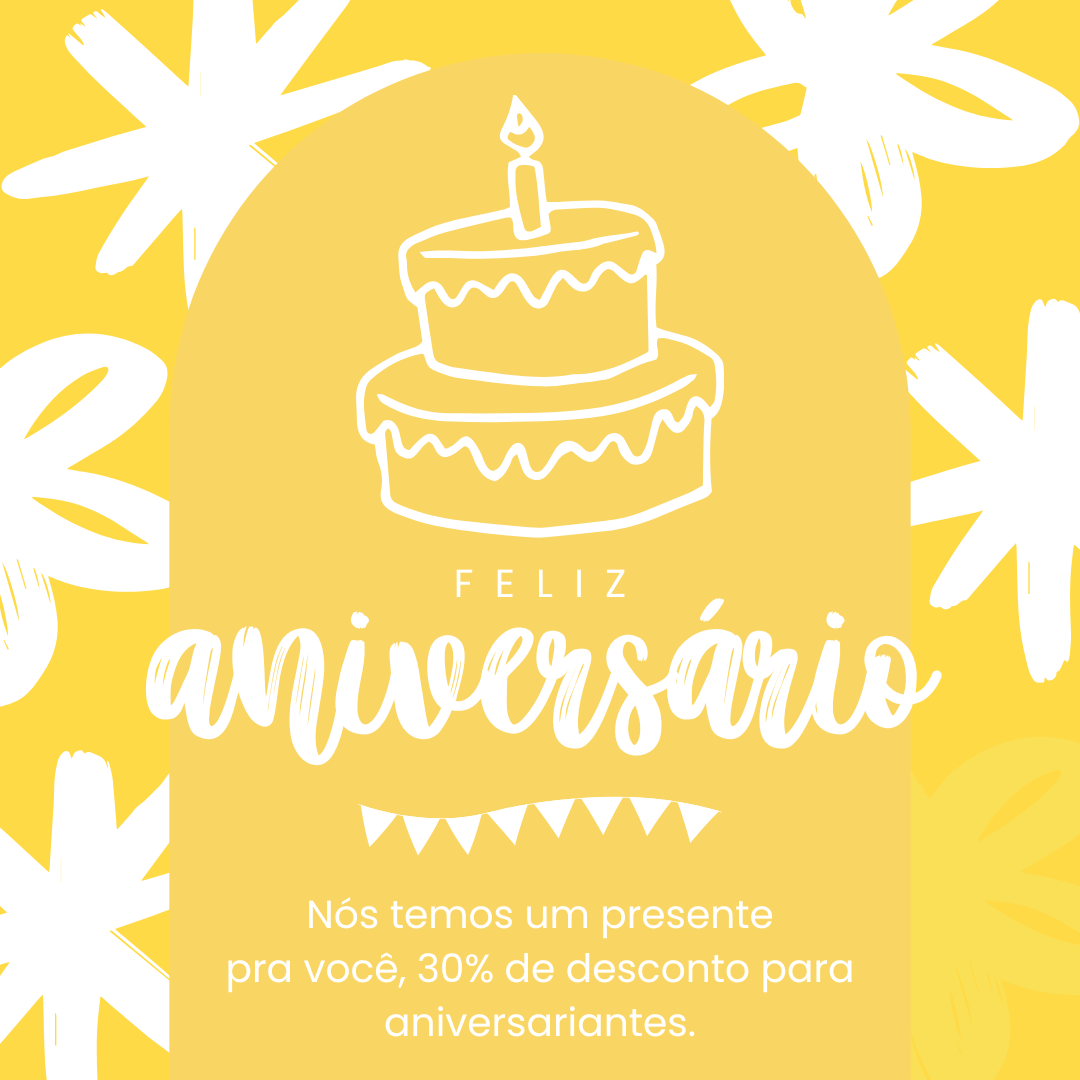 FELIZ
aniversário
Nós temos um presente
pra você, 30% de desconto para
aniversariantes.